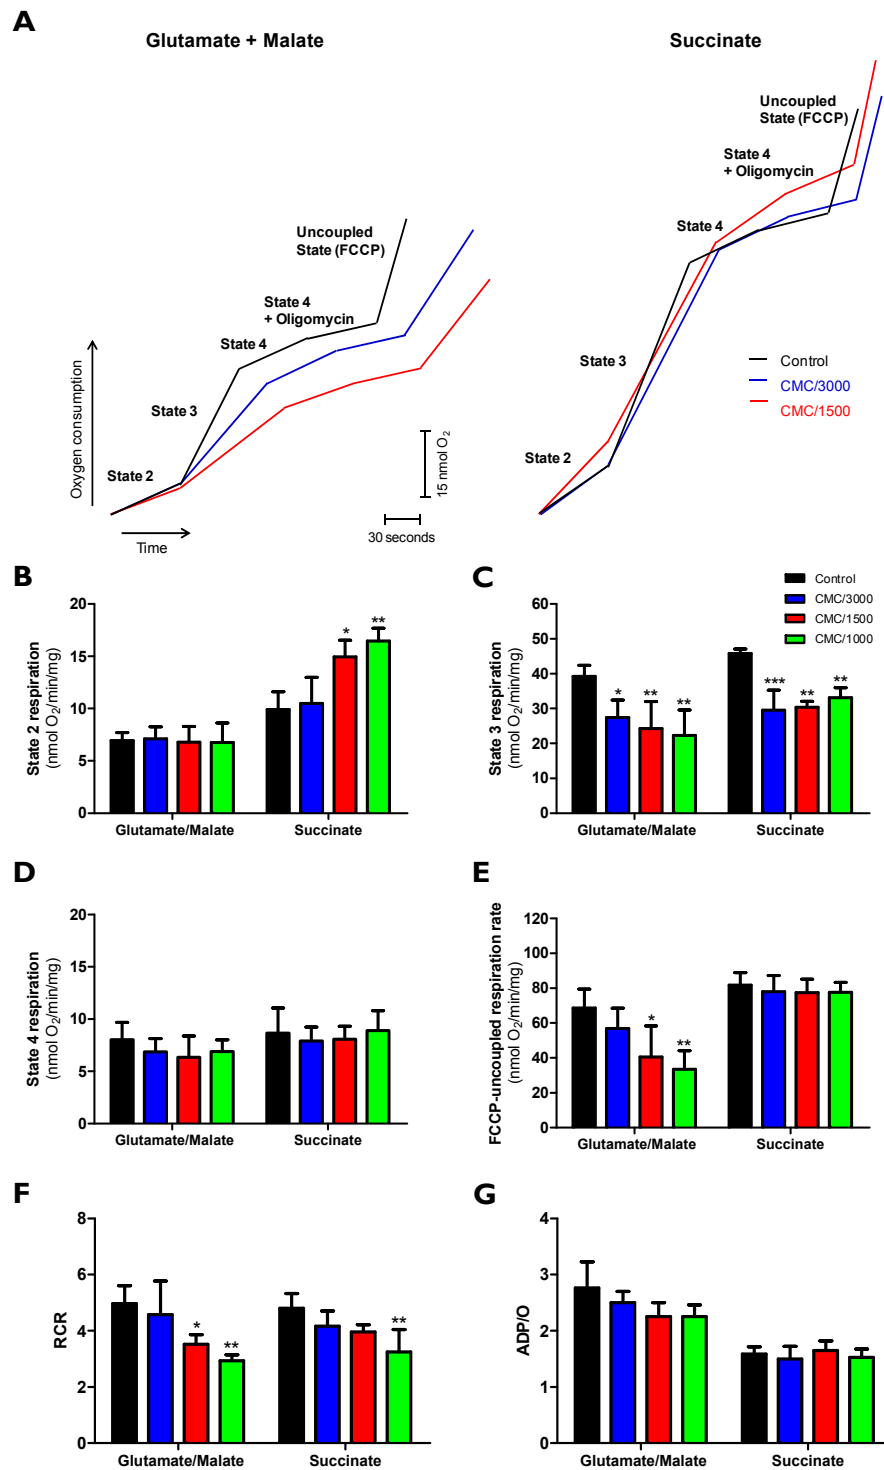 A
Glutamate + Malate
Succinate
Uncoupled
State (FCCP)
State 4
+ Oligomycin
State 4
State 3
State 2
Oxygen consumption
Time
15 nmol O₂
30 seconds
Uncoupled
State (FCCP)
State 4
+ Oligomycin
State 4
State 3
State 2
Control
CMC/3000
CMC/1500
B
State 2 respiration
(nmol O₂/min/mg)
20
15
10
5
0
* **
Glutamate/Malate Succinate
C
Control
CMC/3000
CMC/1500
CMC/1000
State 3 respiration
(nmol O₂/min/mg)
60
50
40
30
20
10
0
* ** ** *** ** **
Glutamate/Malate Succinate
D
State 4 respiration
(nmol O₂/min/mg)
20
15
10
5
0
Glutamate/Malate Succinate
E
FCCP-uncoupled respiration rate
(nmol O₂/min/mg)
120
100
80
60
40
20
0
* **
Glutamate/Malate Succinate
F
RCR
8
6
4
2
0
* ** **
Glutamate/Malate Succinate
G
ADP/O
4
3
2
1
0
Glutamate/Malate Succinate